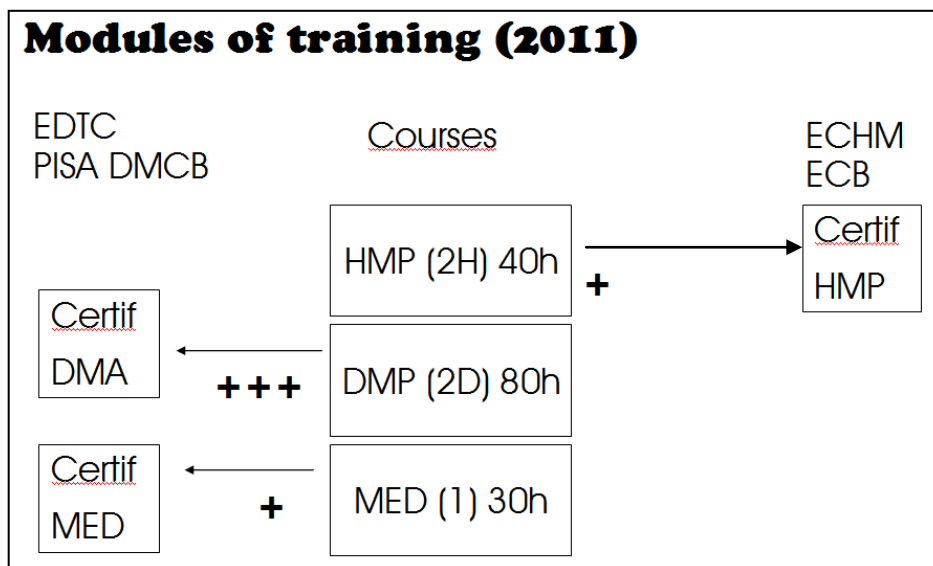 Modules of training (2011)
EDTC
PISA DMCB
Courses
ECHM
ECB
HMP (2H) 40h
+
Certif
HMP
Certif
DMA
+++
DMP (2D) 80h
Certif
MED
+
MED (1) 30h